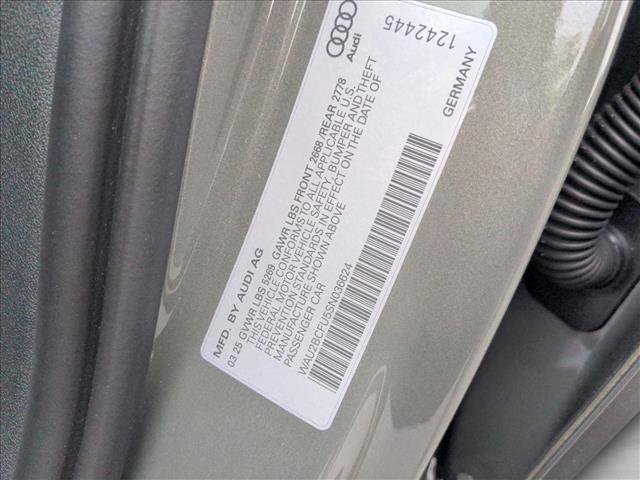 MFD. BY AUDI AG
03 25 GVWR LBS 5269 GAWR LBS FRONT 2668/REAR 2778
THIS VEHICLE CONFORMS TO ALL APPLICABLE U.S.
FEDERAL MOTOR VEHICLE SAFETY, BUMPER AND THEFT
PREVENTION STANDARDS IN EFFECT ON THE DATE OF
MANUFACTURE SHOWN ABOVE
PASSENGER CAR
WAU2BCFU5SN036624
Audi
1242445
GERMANY